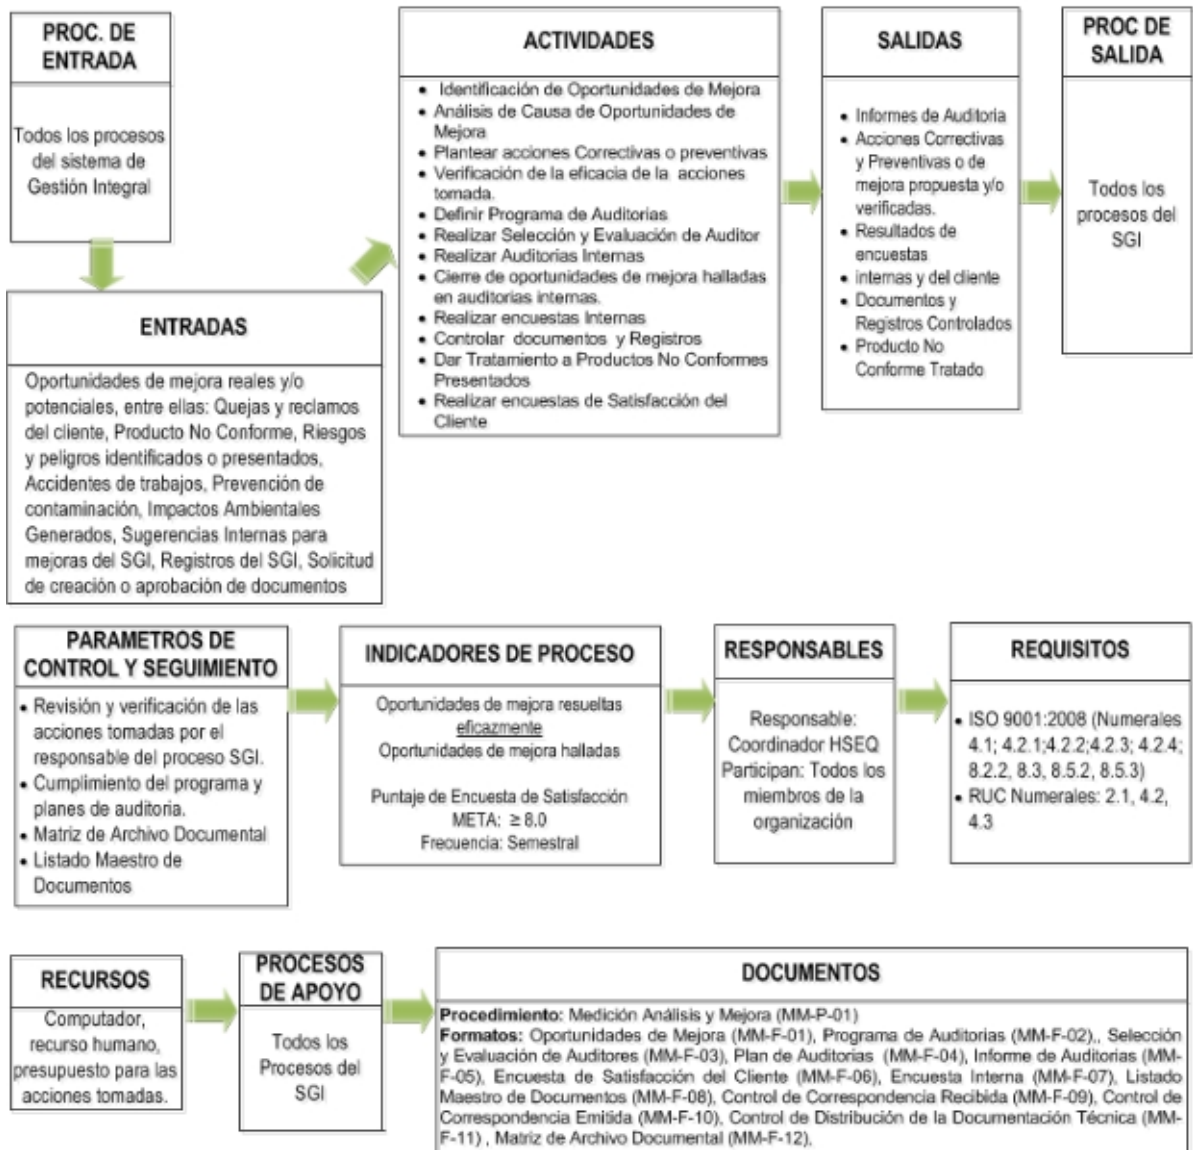 PROC. DE
ENTRADA
Todos los procesos
del sistema de
Gestión Integral
ENTRADAS
Oportunidades de mejora reales y/o
potenciales, entre ellas: Quejas y reclamos
del cliente, Producto No Conforme, Riesgos
y peligros identificados o presentados,
Accidentes de trabajos, Prevención de
contaminación, Impactos Ambientales
Generados, Sugerencias Internas para
mejoras del SGI, Registros del SGI, Solicitud
de creación o aprobación de documentos
ACTIVIDADES
• Identificación de Oportunidades de Mejora
• Análisis de Causa de Oportunidades de
Mejora
• Plantear acciones Correctivas o preventivas
• Verificación de la eficacia de la acciones
tomada.
• Definir Programa de Auditorias
• Realizar Selección y Evaluación de Auditor
• Realizar Auditorias Internas
• Cierre de oportunidades de mejora halladas
en auditorias internas.
• Realizar encuestas Internas
• Controlar documentos y Registros
• Dar Tratamiento a Productos No Conformes
Presentados
• Realizar encuestas de Satisfacción del
Cliente
SALIDAS
• Informes de Auditoria
• Acciones Correctivas
y Preventivas o de
mejora propuesta y/o
verificadas.
• Resultados de
encuestas
• internas y del cliente
• Documentos y
Registros Controlados
• Producto No
Conforme Tratado
PROC DE
SALIDA
Todos los
procesos del
SGI
PARAMETROS DE
CONTROL Y SEGUIMIENTO
• Revisión y verificación de las
acciones tomadas por el
responsable del proceso SGI.
• Cumplimiento del programa y
planes de auditoria.
• Matriz de Archivo Documental
• Listado Maestro de
Documentos
INDICADORES DE PROCESO
Oportunidades de mejora resueltas
eficazmente
Oportunidades de mejora halladas
Puntaje de Encuesta de Satisfacción
META: ≥ 8.0
Frecuencia: Semestral
RESPONSABLES
Responsable:
Coordinador HSEQ
Participan: Todos los
miembros de la
organización
REQUISITOS
• ISO 9001:2008 (Numerales
4.1; 4.2.1;4.2.2;4.2.3; 4.2.4;
8.2.2, 8.3, 8.5.2, 8.5.3)
• RUC Numerales: 2.1, 4.2,
4.3
RECURSOS
Computador,
recurso humano,
presupuesto para las
acciones tomadas.
PROCESOS
DE APOYO
Todos los
Procesos del
SGI
DOCUMENTOS
Procedimiento: Medición Análisis y Mejora (MM-P-01)
Formatos: Oportunidades de Mejora (MM-F-01), Programa de Auditorias (MM-F-02),, Selección
y Evaluación de Auditores (MM-F-03), Plan de Auditorias (MM-F-04), Informe de Auditorias (MM-
F-05), Encuesta de Satisfacción del Cliente (MM-F-06), Encuesta Interna (MM-F-07), Listado
Maestro de Documentos (MM-F-08), Control de Correspondencia Recibida (MM-F-09), Control de
Correspondencia Emitida (MM-F-10), Control de Distribución de la Documentación Técnica (MM-
F-11) , Matriz de Archivo Documental (MM-F-12),